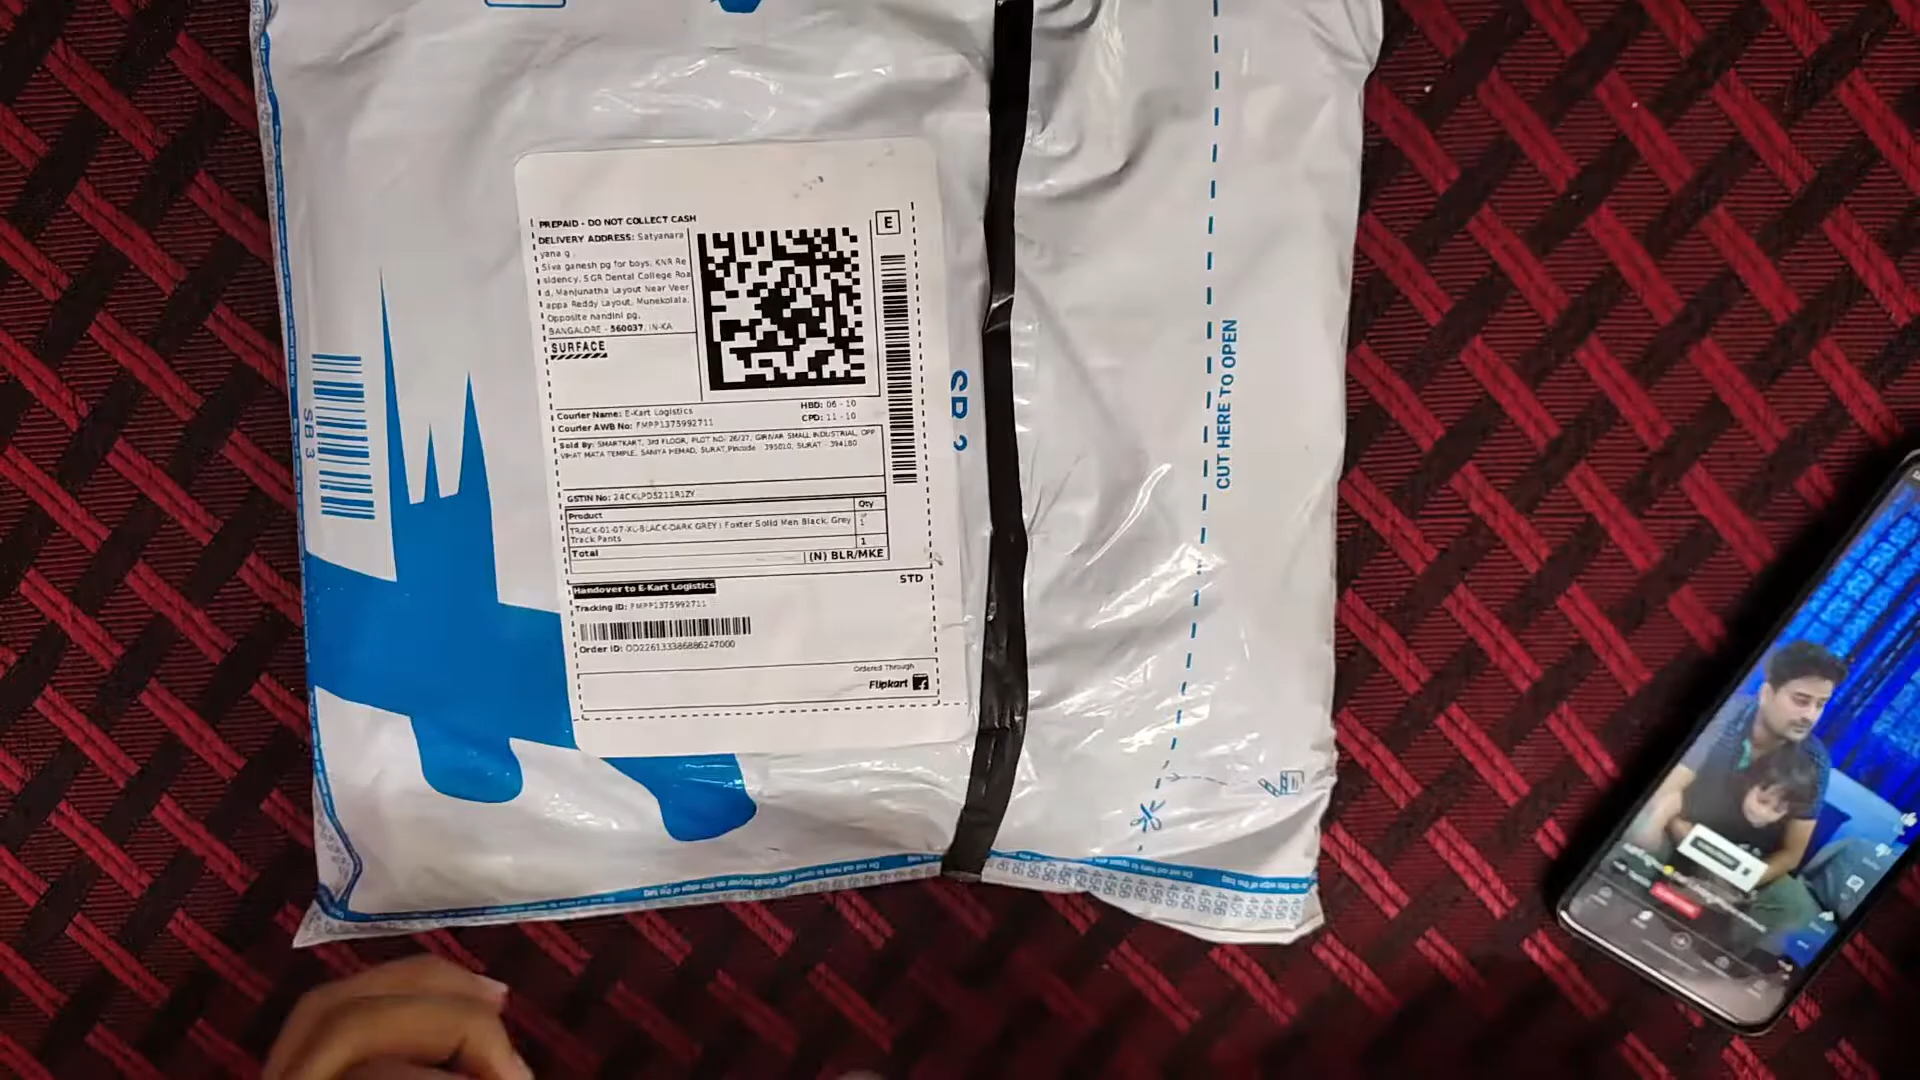 PREPAID - DO NOT COLLECT CASH
DELIVERY ADDRESS: Satyanara
yana g ,
Siva ganesh pg for boys, KNR Re
sidency, SGR Dental College Roa
d, Manjunatha Layout Near Veer
appa Reddy Layout, Munekolala,
Opposite nandini pg,
BANGALORE - 560037, IN-KA
E
SURFACE
Courier Name: E-Kart Logistics
Courier AWB No: FMPP1375992711
HBD: 06 - 10
CPD: 11 - 10
Sold By: SMARTKART, 3rd FLOOR, PLOT NO- 26/27, GIRIVAR SMALL INDUSTRIAL, OPP
VIHAT MATA TEMPLE, SANIYA HEMAD, SURAT,Pincode : 395010, SURAT - 394180
GSTIN No: 24CKLPD5211R1ZY
Product Qty
TRACK-01-07-XL-BLACK-DARK GREY | Foxter Solid Men Black, Grey
Track Pants
1
Total 1
(N) BLR/MKE
Handover to E-Kart Logistics
STD
Tracking ID: FMPP1375992711
Order ID: OD226133386886247000
Ordered Through
Flipkart
SB 3
CUT HERE TO OPEN